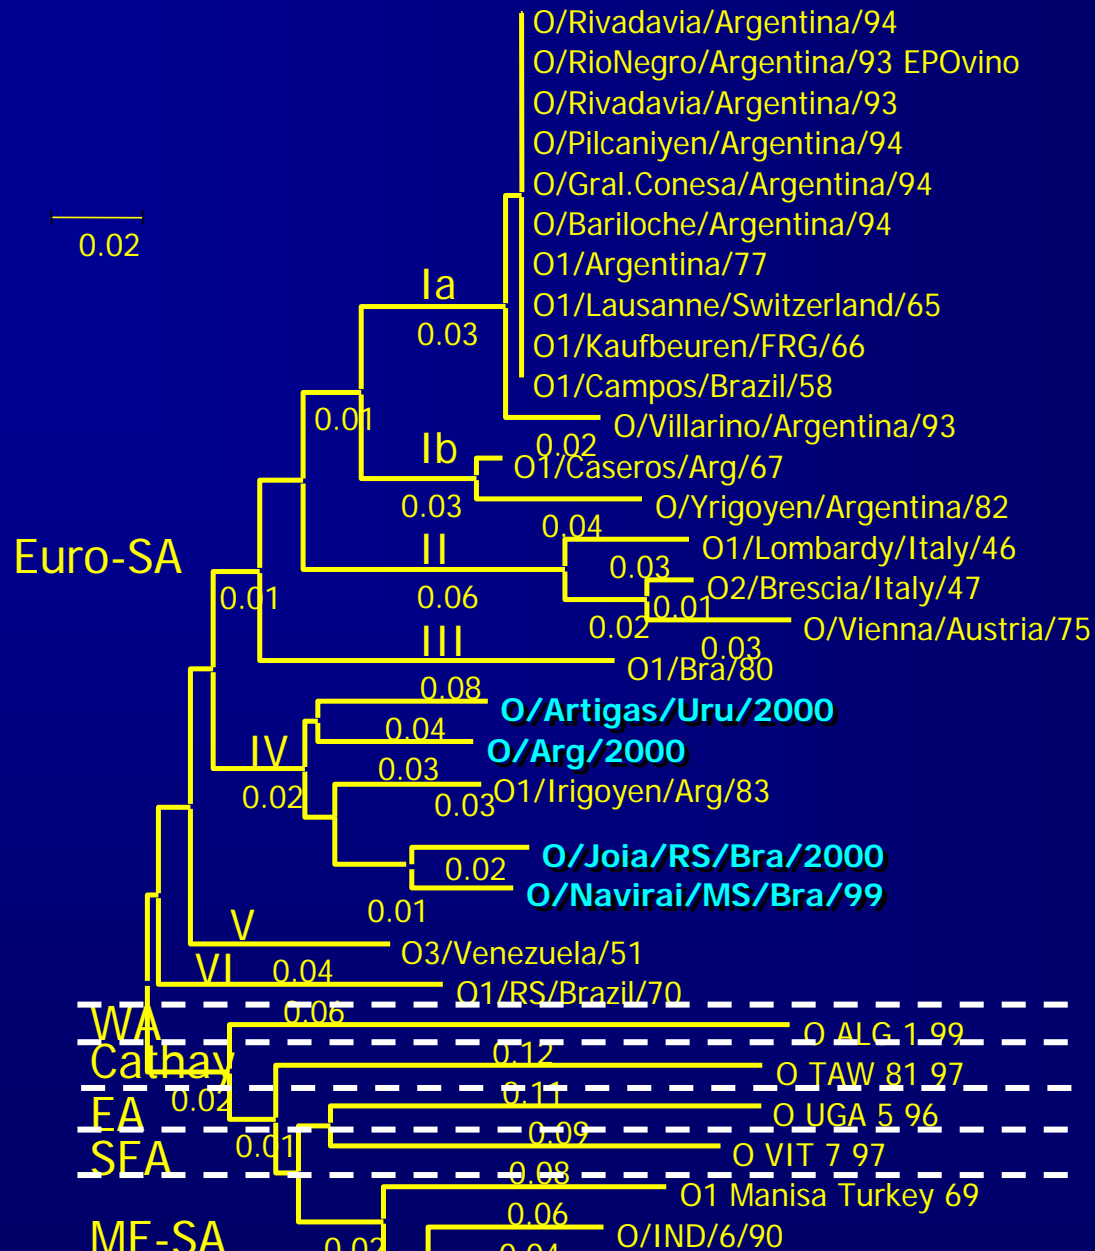 O/Rivadavia/Argentina/94
O/RioNegro/Argentina/93 EPOvino
O/Rivadavia/Argentina/93
O/Pilcaniyen/Argentina/94
O/Gral.Conesa/Argentina/94
O/Bariloche/Argentina/94
0.02
O1/Argentina/77
Ia
O1/Lausanne/Switzerland/65
0.03
O1/Kaufbeuren/FRG/66
O1/Campos/Brazil/58
0.01
O/Villarino/Argentina/93
0.02
Ib
O1/Caseros/Arg/67
0.03
O/Yrigoyen/Argentina/82
0.04
Euro-SA
II
O1/Lombardy/Italy/46
0.03
O2/Brescia/Italy/47
0.01
0.06
0.01
0.02
O/Vienna/Austria/75
0.03
III
O1/Bra/80
0.08
O/Artigas/Uru/2000
0.04
IV
O/Arg/2000
0.03
0.02
O1/Irigoyen/Arg/83
0.03
O/Joia/RS/Bra/2000
0.02
O/Navirai/MS/Bra/99
0.01
V
O3/Venezuela/51
0.04
VI
O1/RS/Brazil/70
0.06
WA
O ALG 1 99
0.12
Cathay
O TAW 81 97
0.11
0.02
EA
O UGA 5 96
0.09
0.01
SEA
O VIT 7 97
0.08
O1 Manisa Turkey 69
0.06
ME-SA
O/IND/6/90
0.02
0.04